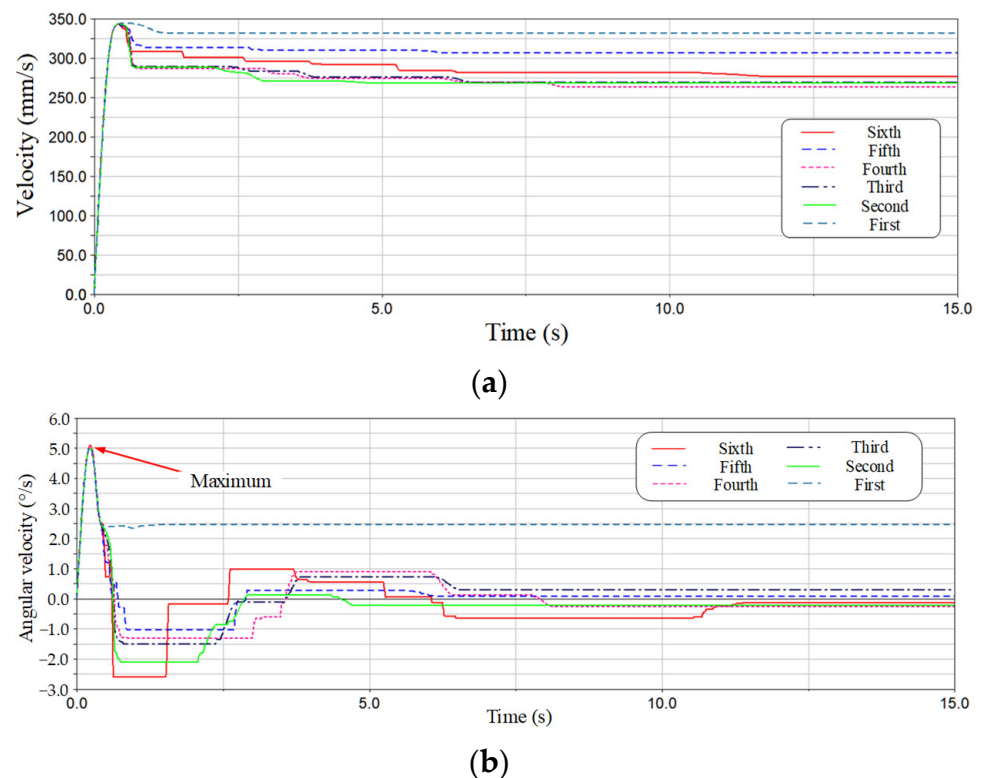 350.0
300.0
250.0
200.0
150.0
100.0
50.0
0.0
Velocity (mm/s)
Sixth
Fifth
Fourth
Third
Second
First
0.0 5.0 10.0 15.0
Time (s)
(a)
6.0
5.0
4.0
2.0
1.0
0.0
−1.0
−2.0
−3.0
Angular velocity (°/s)
Maximum
Sixth Third
Fifth Second
Fourth First
0.0 5.0 10.0 15.0
Time (s)
(b)